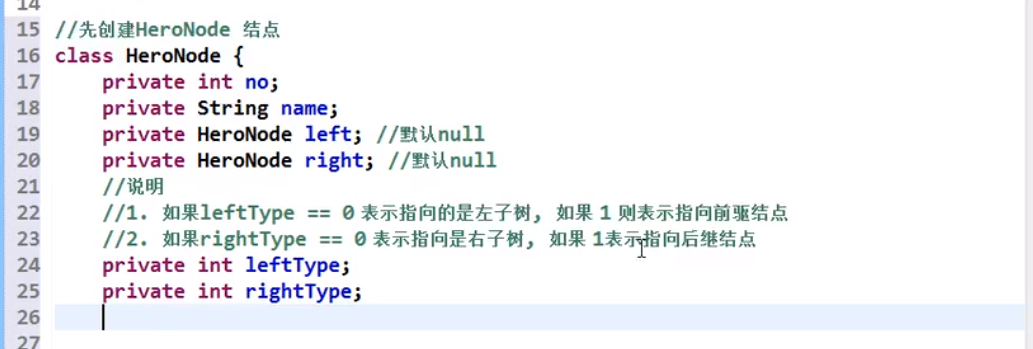 14
15 //先创建HeroNode 结点
16 class HeroNode {
17 private int no;
18 private String name;
19 private HeroNode left; //默认null
20 private HeroNode right; //默认null
21 //说明
22 //1. 如果leftType == 0 表示指向的是左子树, 如果 1 则表示指向前驱结点
23 //2. 如果rightType == 0 表示指向是右子树, 如果 1表示指向后继结点
24 private int leftType;
25 private int rightType;
26
27